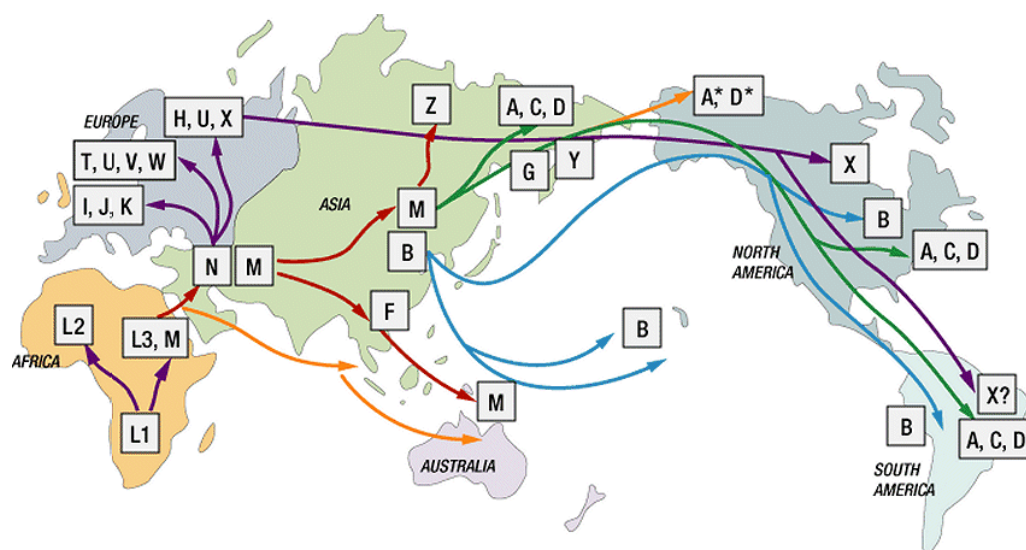 Z
A, C, D
A,* D*
EUROPE
H, U, X
T, U, V, W
G
Y
X
I, J, K
ASIA
M
B
B
NORTH
AMERICA
A, C, D
N
M
F
B
L2
L3, M
AFRICA
M
X?
L1
B
A, C, D
AUSTRALIA
SOUTH
AMERICA